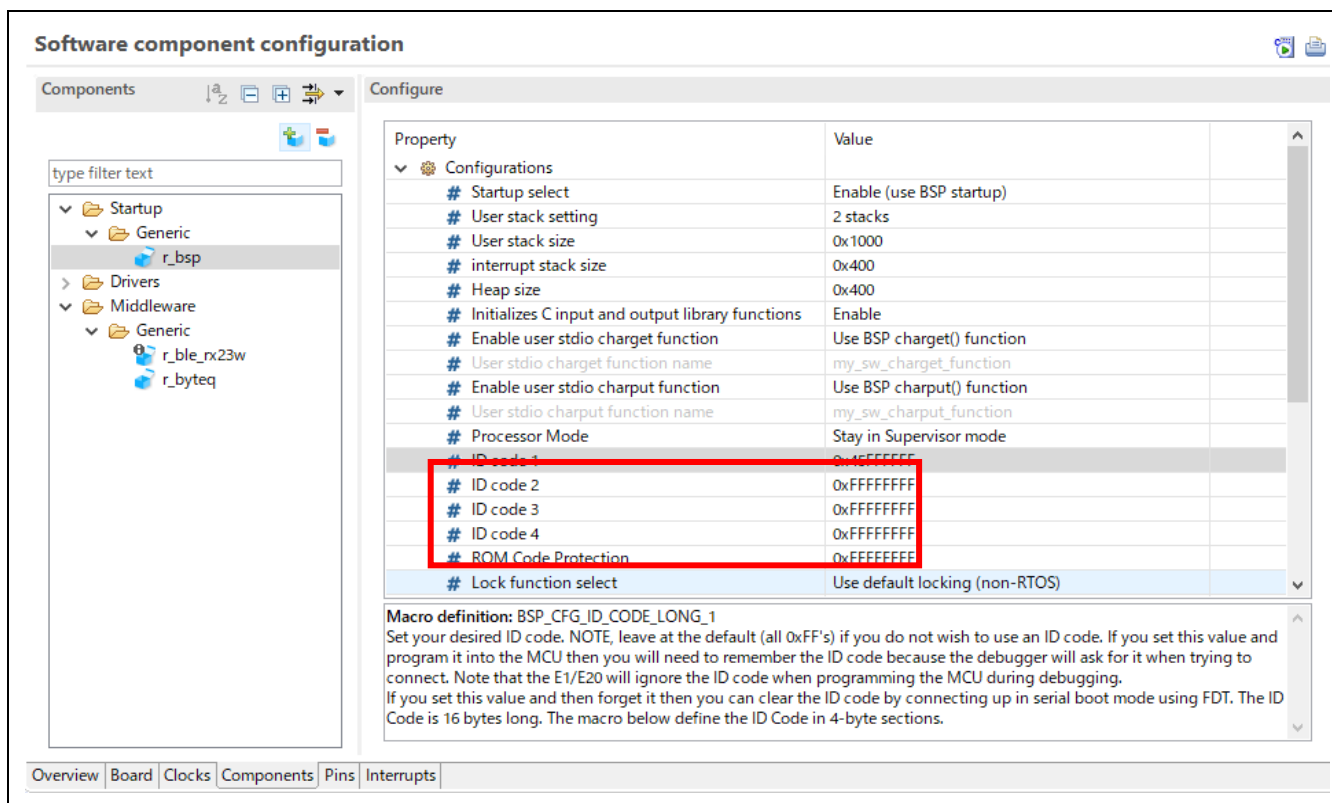 Software component configuration
Components
Configure
type filter text
Startup
Generic
r_bsp
Drivers
Middleware
Generic
r_ble_rx23w
r_byteq
Property Value
Configurations
# Startup select Enable (use BSP startup)
# User stack setting 2 stacks
# User stack size 0x1000
# interrupt stack size 0x400
# Heap size 0x400
# Initializes C input and output library functions Enable
# Enable user stdio charget function Use BSP charget() function
# User stdio charget function name my_sw_charget_function
# Enable user stdio charput function Use BSP charput() function
# User stdio charput function name my_sw_charput_function
# Processor Mode Stay in Supervisor mode
# ID code 1 0x45FFFFFF
# ID code 2 0xFFFFFFFF
# ID code 3 0xFFFFFFFF
# ID code 4 0xFFFFFFFF
# ROM Code Protection 0xFFFFFFFF
# Lock function select Use default locking (non-RTOS)
Macro definition: BSP_CFG_ID_CODE_LONG_1
Set your desired ID code. NOTE, leave at the default (all 0xFF's) if you do not wish to use an ID code. If you set this value and
program it into the MCU then you will need to remember the ID code because the debugger will ask for it when trying to
connect. Note that the E1/E20 will ignore the ID code when programming the MCU during debugging.
If you set this value and then forget it then you can clear the ID code by connecting up in serial boot mode using FDT. The ID
Code is 16 bytes long. The macro below define the ID Code in 4-byte sections.
Overview Board Clocks Components Pins Interrupts